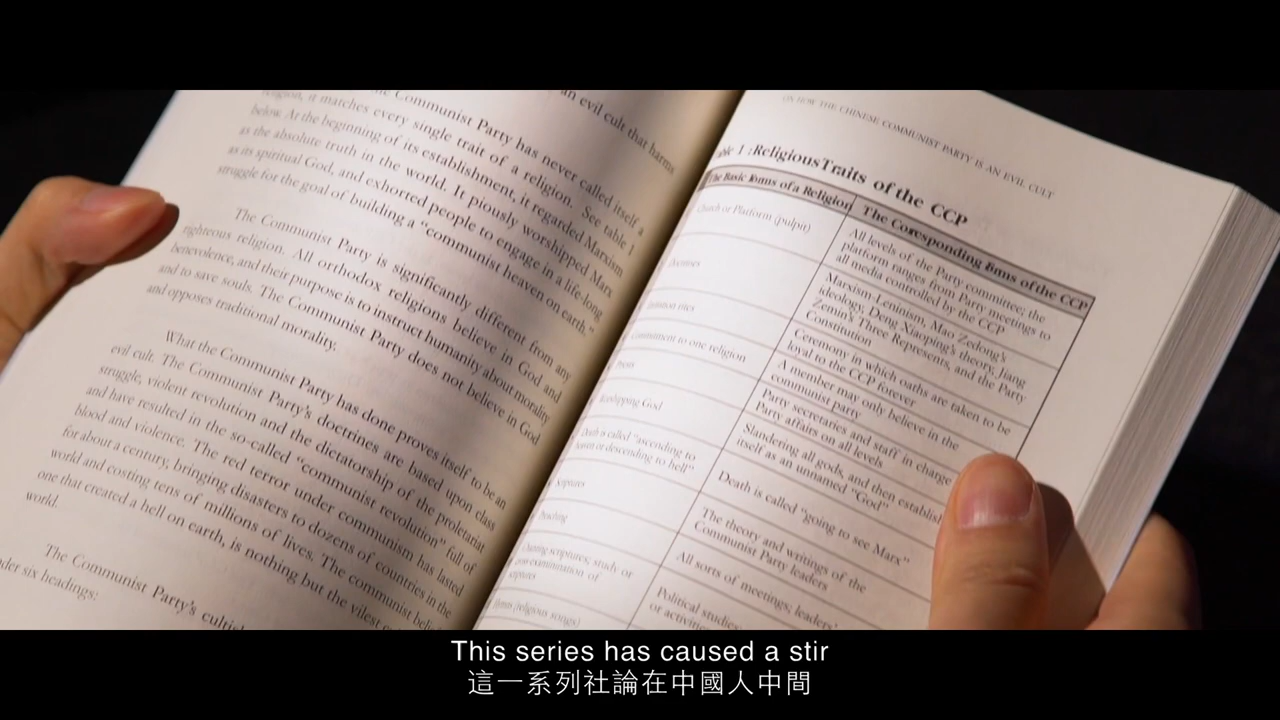 an evil cult that harms
the Communist Party has never called itself a
religion, it matches every single trait of a religion. See table 1
below. At the beginning of its establishment, it regarded Marxism
as the absolute truth in the world. It piously worshipped Marx
as its spiritual God, and exhorted people to engage in a life-long
struggle for the goal of building a “communist heaven on earth.”
The Communist Party is significantly different from any
righteous religion. All orthodox religions believe in God and
benevolence, and their purpose is to instruct humanity about morality
and to save souls. The Communist Party does not believe in God
and opposes traditional morality.
What the Communist Party has done proves itself to be an
evil cult. The Communist Party’s doctrines are based upon class
struggle, violent revolution and the dictatorship of the proletariat
and have resulted in the so-called “communist revolution” full of
blood and violence. The red terror under communism has lasted
for about a century, bringing disasters to dozens of countries in the
world and costing tens of millions of lives. The communist belief,
one that created a hell on earth, is nothing but the vilest
world.
The Communist Party’s
six headings:
ON HOW THE CHINESE COMMUNIST PARTY IS AN EVIL CULT
Table 1 :Religious Traits of the CCP
The Basic Forms of a Religion
The Corresponding forms of the CCP
Church or Platform (pulpit)
All levels of the Party committee; the
platform ranges from Party meetings to
all media controlled by the CCP
Doctrines
Marxism-Leninism, Mao Zedong’s
ideology, Deng Xiaoping’s theory, Jiang
Zemin’s Three Represents, and the Party
Constitution
rites
Ceremony in which oaths are taken to be
loyal to the CCP forever
Commitment to one religion
A member may only believe in the
communist party
Priests
Party secretaries and staff in charge
Party affairs on all levels
Worshipping God
Slandering all gods, and then establis
itself as an unnamed “God”
Death is called “ascending to
heaven or descending to hell”
Death is called “going to see Marx”
Scriptures
The theory and writings of the
Communist Party leaders
Preaching
All sorts of meetings; leaders’
Chanting scriptures; study or
cross-examination of
scriptures
Political studies
or activities
Hymns (religious songs)
This series has caused a stir
這一系列社論在中國人中間